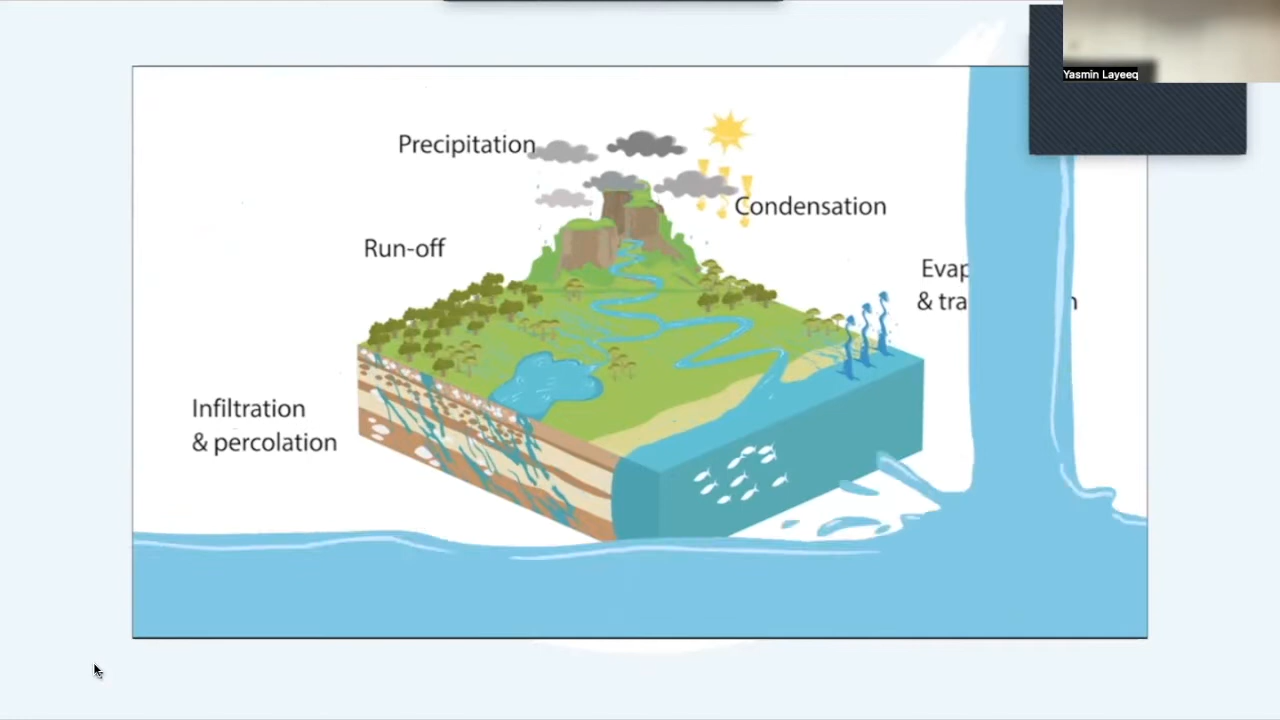 Yasmin Layeeq
Precipitation
Condensation
Run-off
Evap
& tra
Infiltration
& percolation